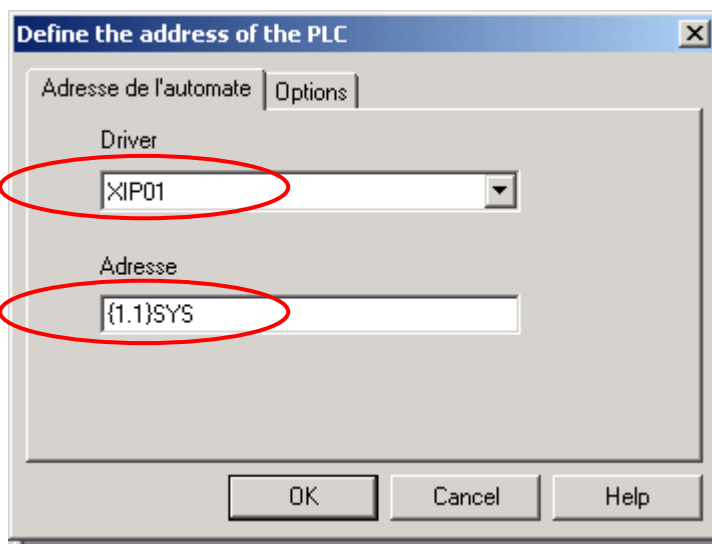 Define the address of the PLC
Adresse de l'automate Options
Driver
XIP01
Adresse
{1.1}SYS
OK Cancel Help